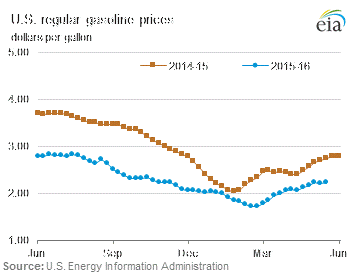 U.S. regular gasoline prices
dollars per gallon
eia
2014-15
2015-16
5.00
4.00
3.00
2.00
1.00
Jun
Sep
Dec
Mar
Jun
Source: U.S. Energy Information Administration